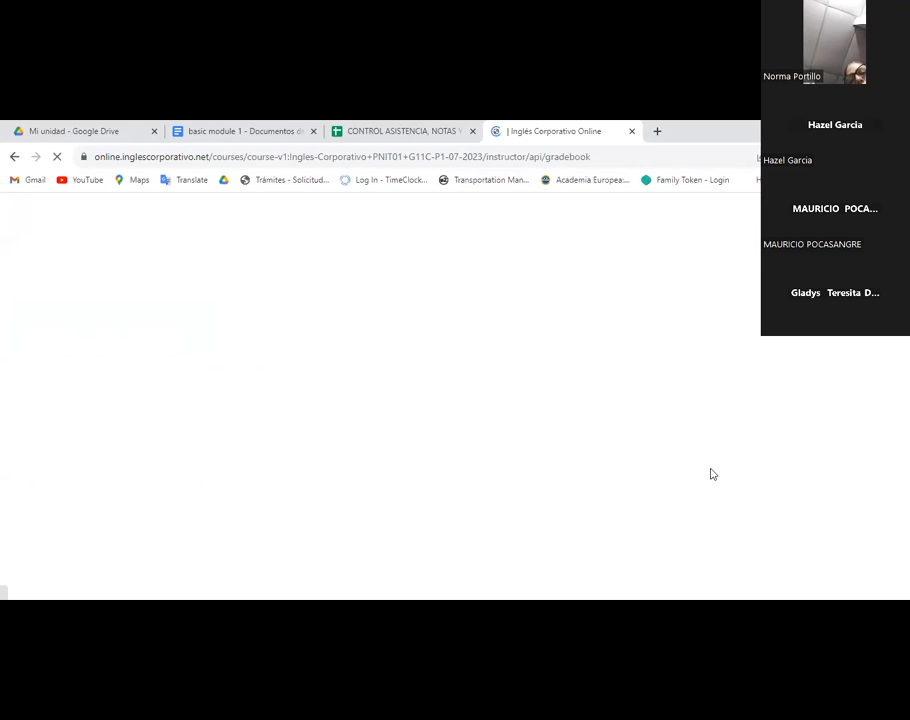 Norma Portillo
Hazel Garcia
Hazel Garcia
MAURICIO POCA...
MAURICIO POCASANGRE
Gladys Teresita D...
Mi unidad - Google Drive
basic module 1 - Documentos de
CONTROL ASISTENCIA, NOTAS Y
| Inglés Corporativo Online
online.inglescorporativo.net/courses/course-v1:Ingles-Corporativo+PNIT01+G11C-P1-07-2023/instructor/api/gradebook
Gmail
YouTube
Maps
Translate
Trámites - Solicitud...
Log In - TimeClock...
Transportation Man...
Academia Europea:...
Family Token - Login